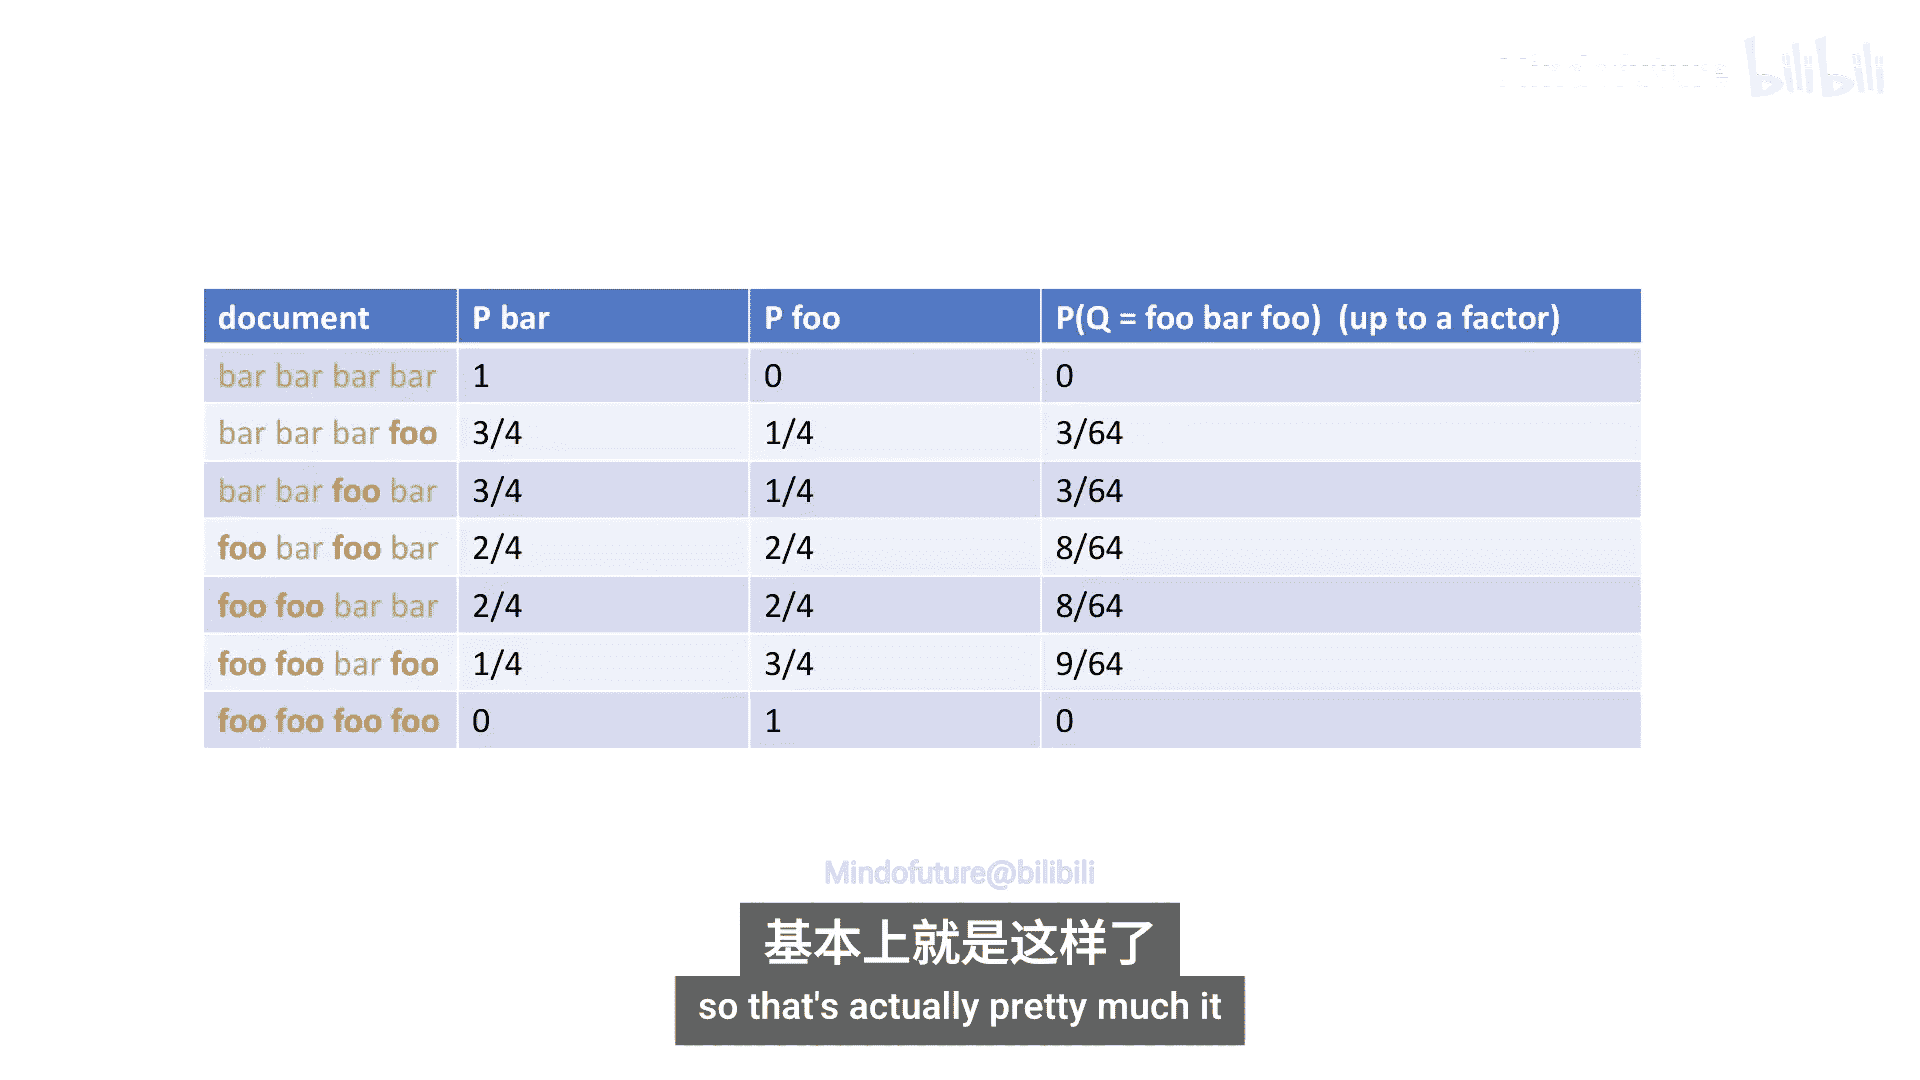 bilibili
document P bar P foo P(Q = foo bar foo) (up to a factor)
bar bar bar bar 1 0 0
bar bar bar foo 3/4 1/4 3/64
bar bar foo bar 3/4 1/4 3/64
foo bar foo bar 2/4 2/4 8/64
foo foo bar bar 2/4 2/4 8/64
foo foo bar foo 1/4 3/4 9/64
foo foo foo foo 0 1 0
Mindofuture@bilibili
基本上就是这样了
so that's actually pretty much it